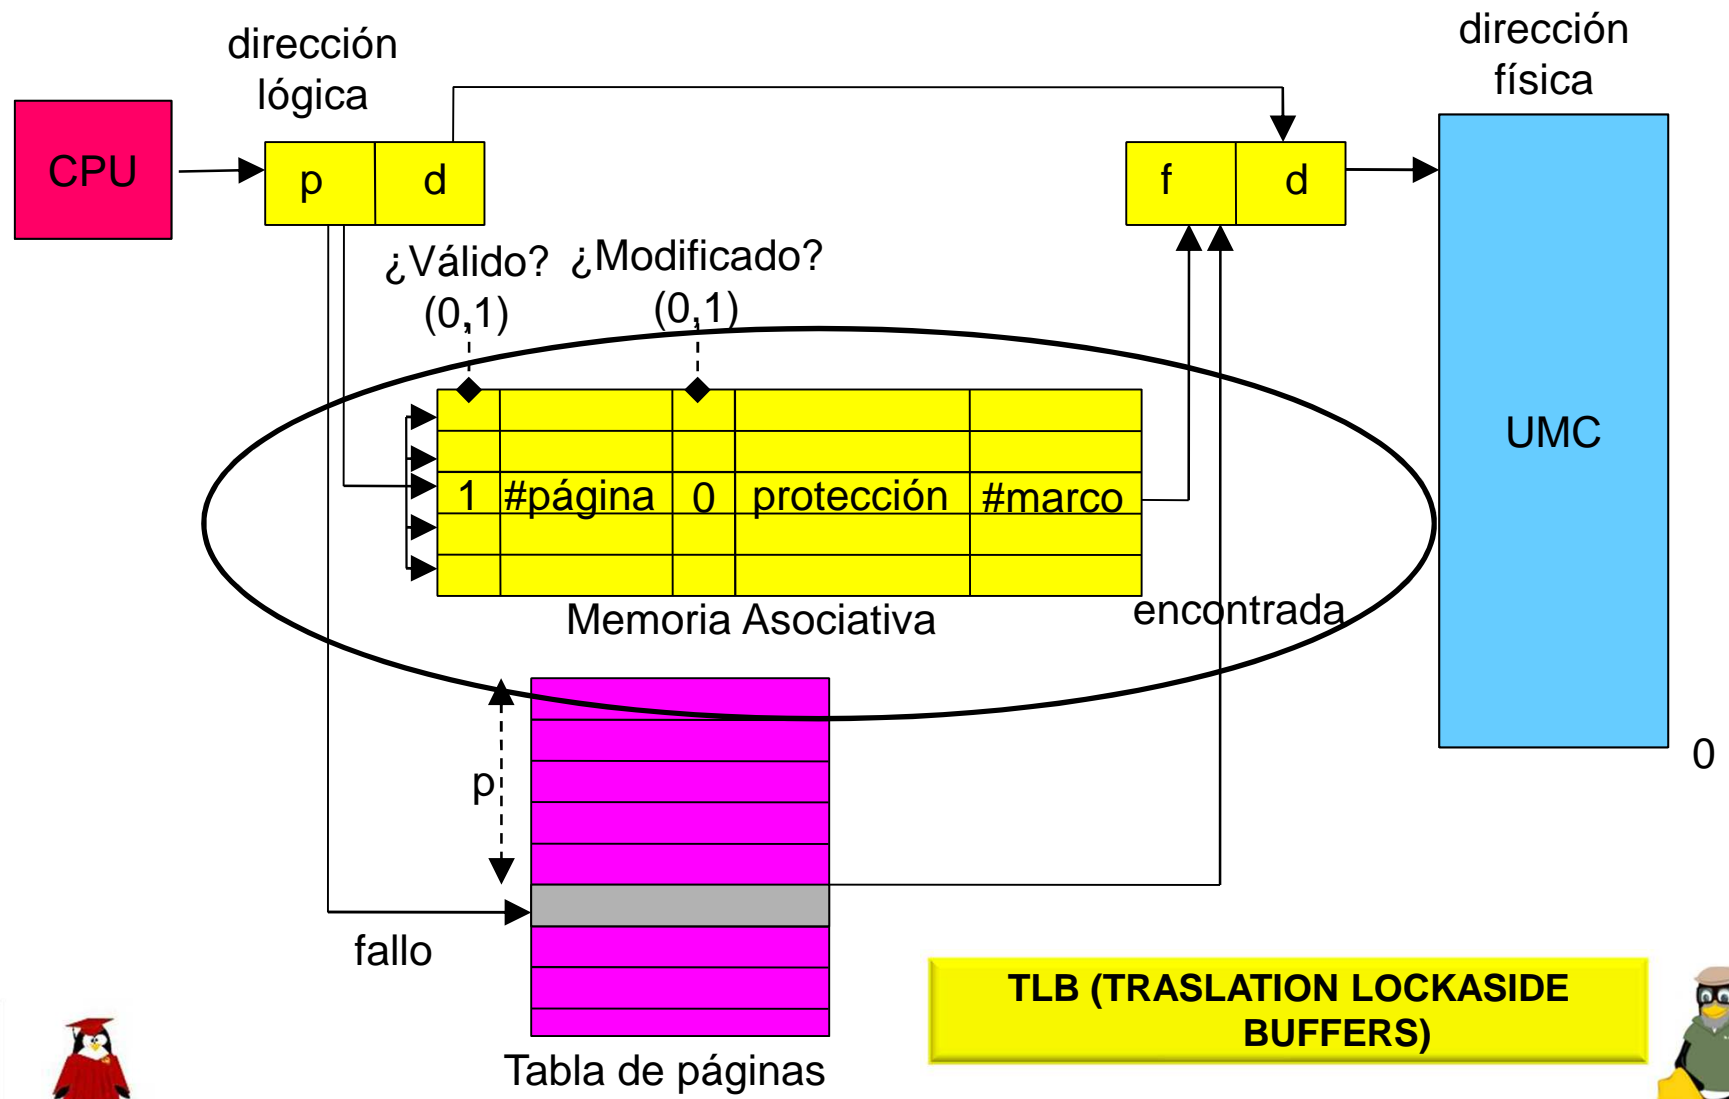 dirección
lógica
dirección
física
CPU
p
d
f
d
¿Válido?
(0,1)
¿Modificado?
(0,1)
UMC
1 #página 0 protección #marco
Memoria Asociativa
encontrada
p
0
fallo
TLB (TRASLATION LOCKASIDE
BUFFERS)
Tabla de páginas